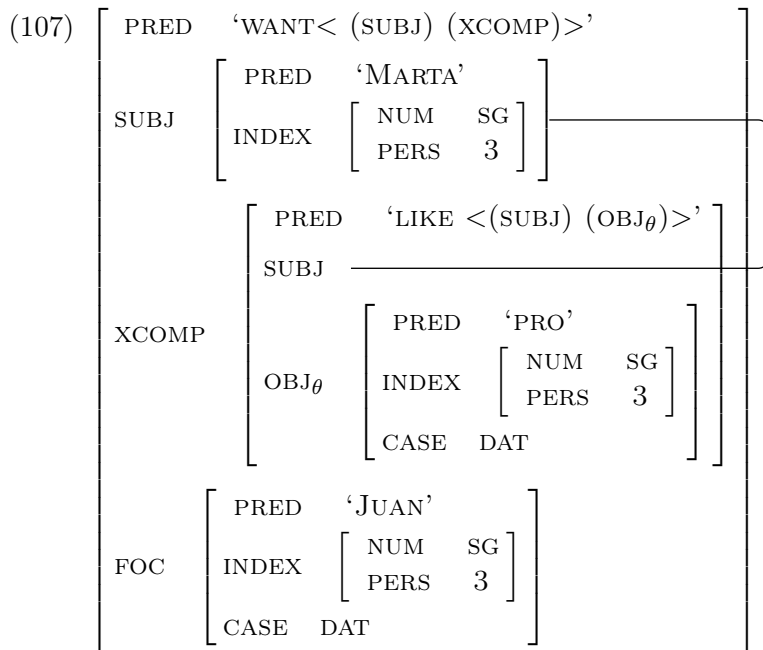 (107) PRED ‘WANT< (SUBJ) (XCOMP)>’
PRED ‘MARTA’
SUBJ
INDEX
NUM SG
PERS 3
PRED ‘LIKE <(SUBJ) (OBJθ)>’
SUBJ
XCOMP
PRED ‘PRO’
OBJθ
INDEX
NUM SG
PERS 3
CASE DAT
PRED ‘JUAN’
FOC
INDEX
NUM SG
PERS 3
CASE DAT